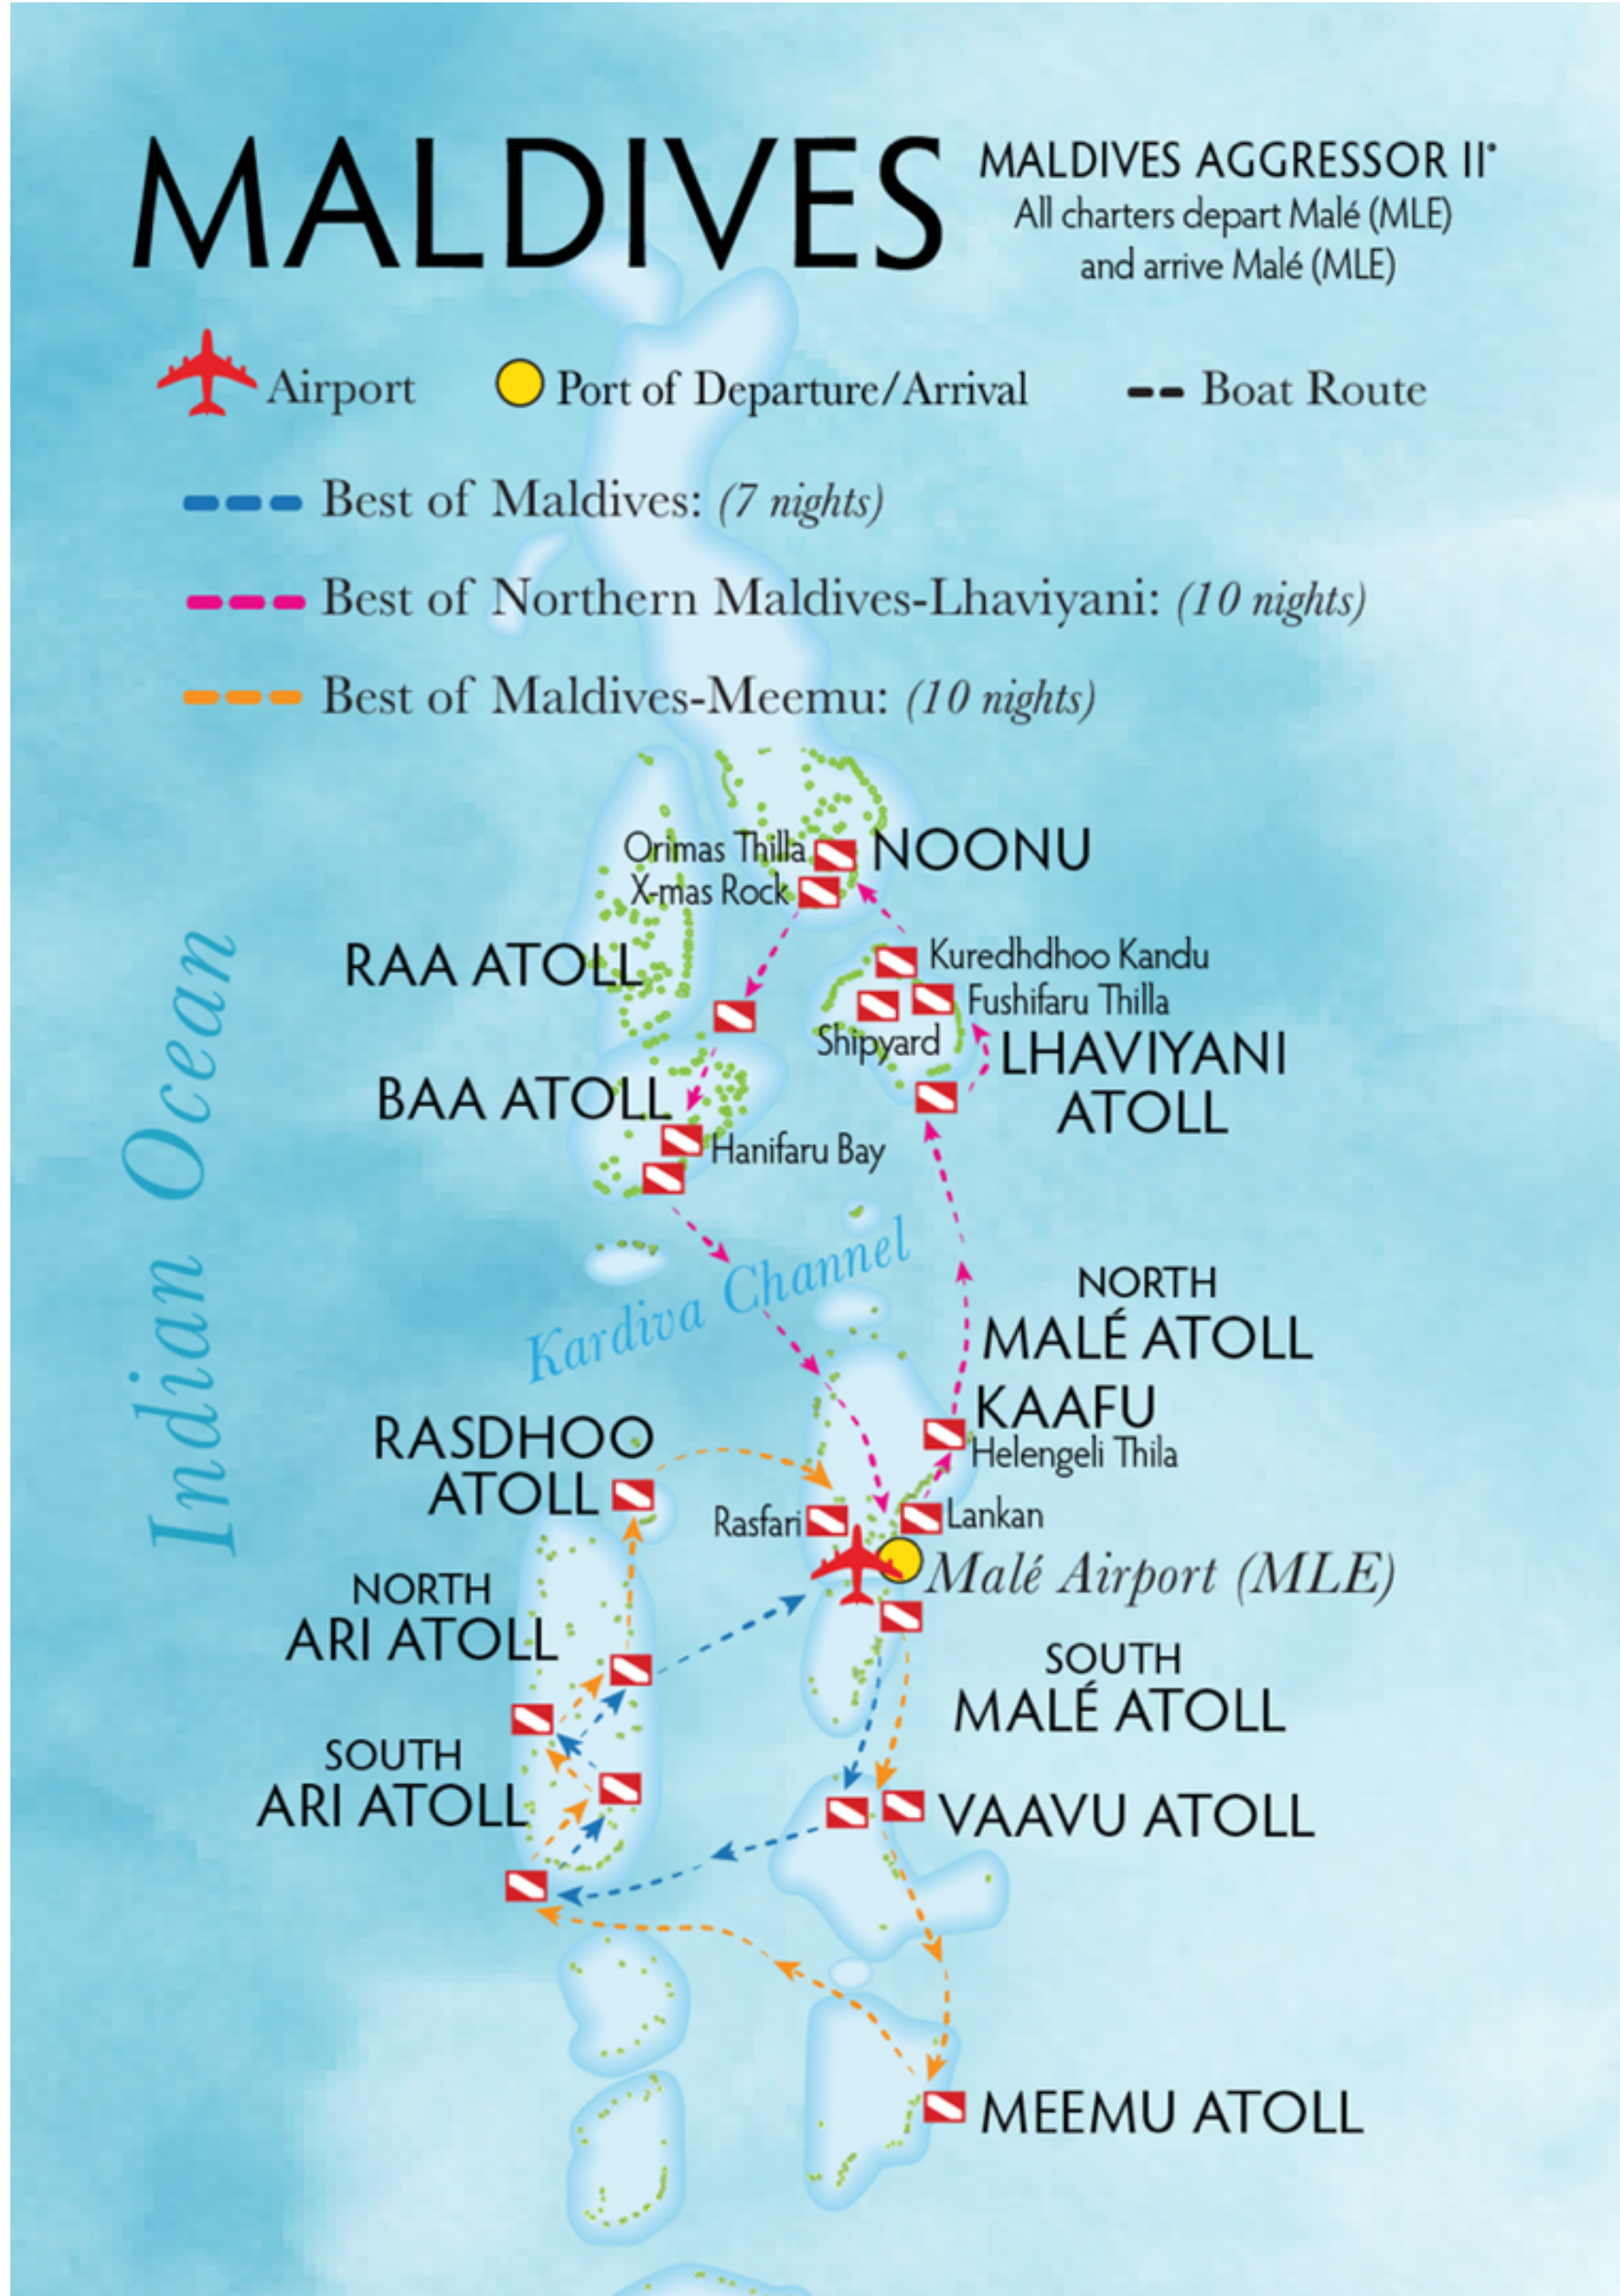 MALDIVES
MALDIVES AGGRESSOR II®
All charters depart Malé (MLE)
and arrive Malé (MLE)
Airport
Port of Departure/Arrival
Boat Route
Best of Maldives: (7 nights)
Best of Northern Maldives-Lhaviyani: (10 nights)
Best of Maldives-Meemu: (10 nights)
Orimas Thilla
NOONU
X-mas Rock
RAA ATOLL
Kuredhdhoo Kandu
Fushifaru Thilla
Shipyard
LHAVIYANI
ATOLL
BAA ATOLL
Hanifaru Bay
Indian Ocean
Kardiva Channel
NORTH
MALÉ ATOLL
KAAFU
Helengeli Thila
RASDHOO
ATOLL
Rasfari
Lankan
Malé Airport (MLE)
NORTH
ARI ATOLL
SOUTH
MALÉ ATOLL
SOUTH
ARI ATOLL
VAAVU ATOLL
MEEMU ATOLL